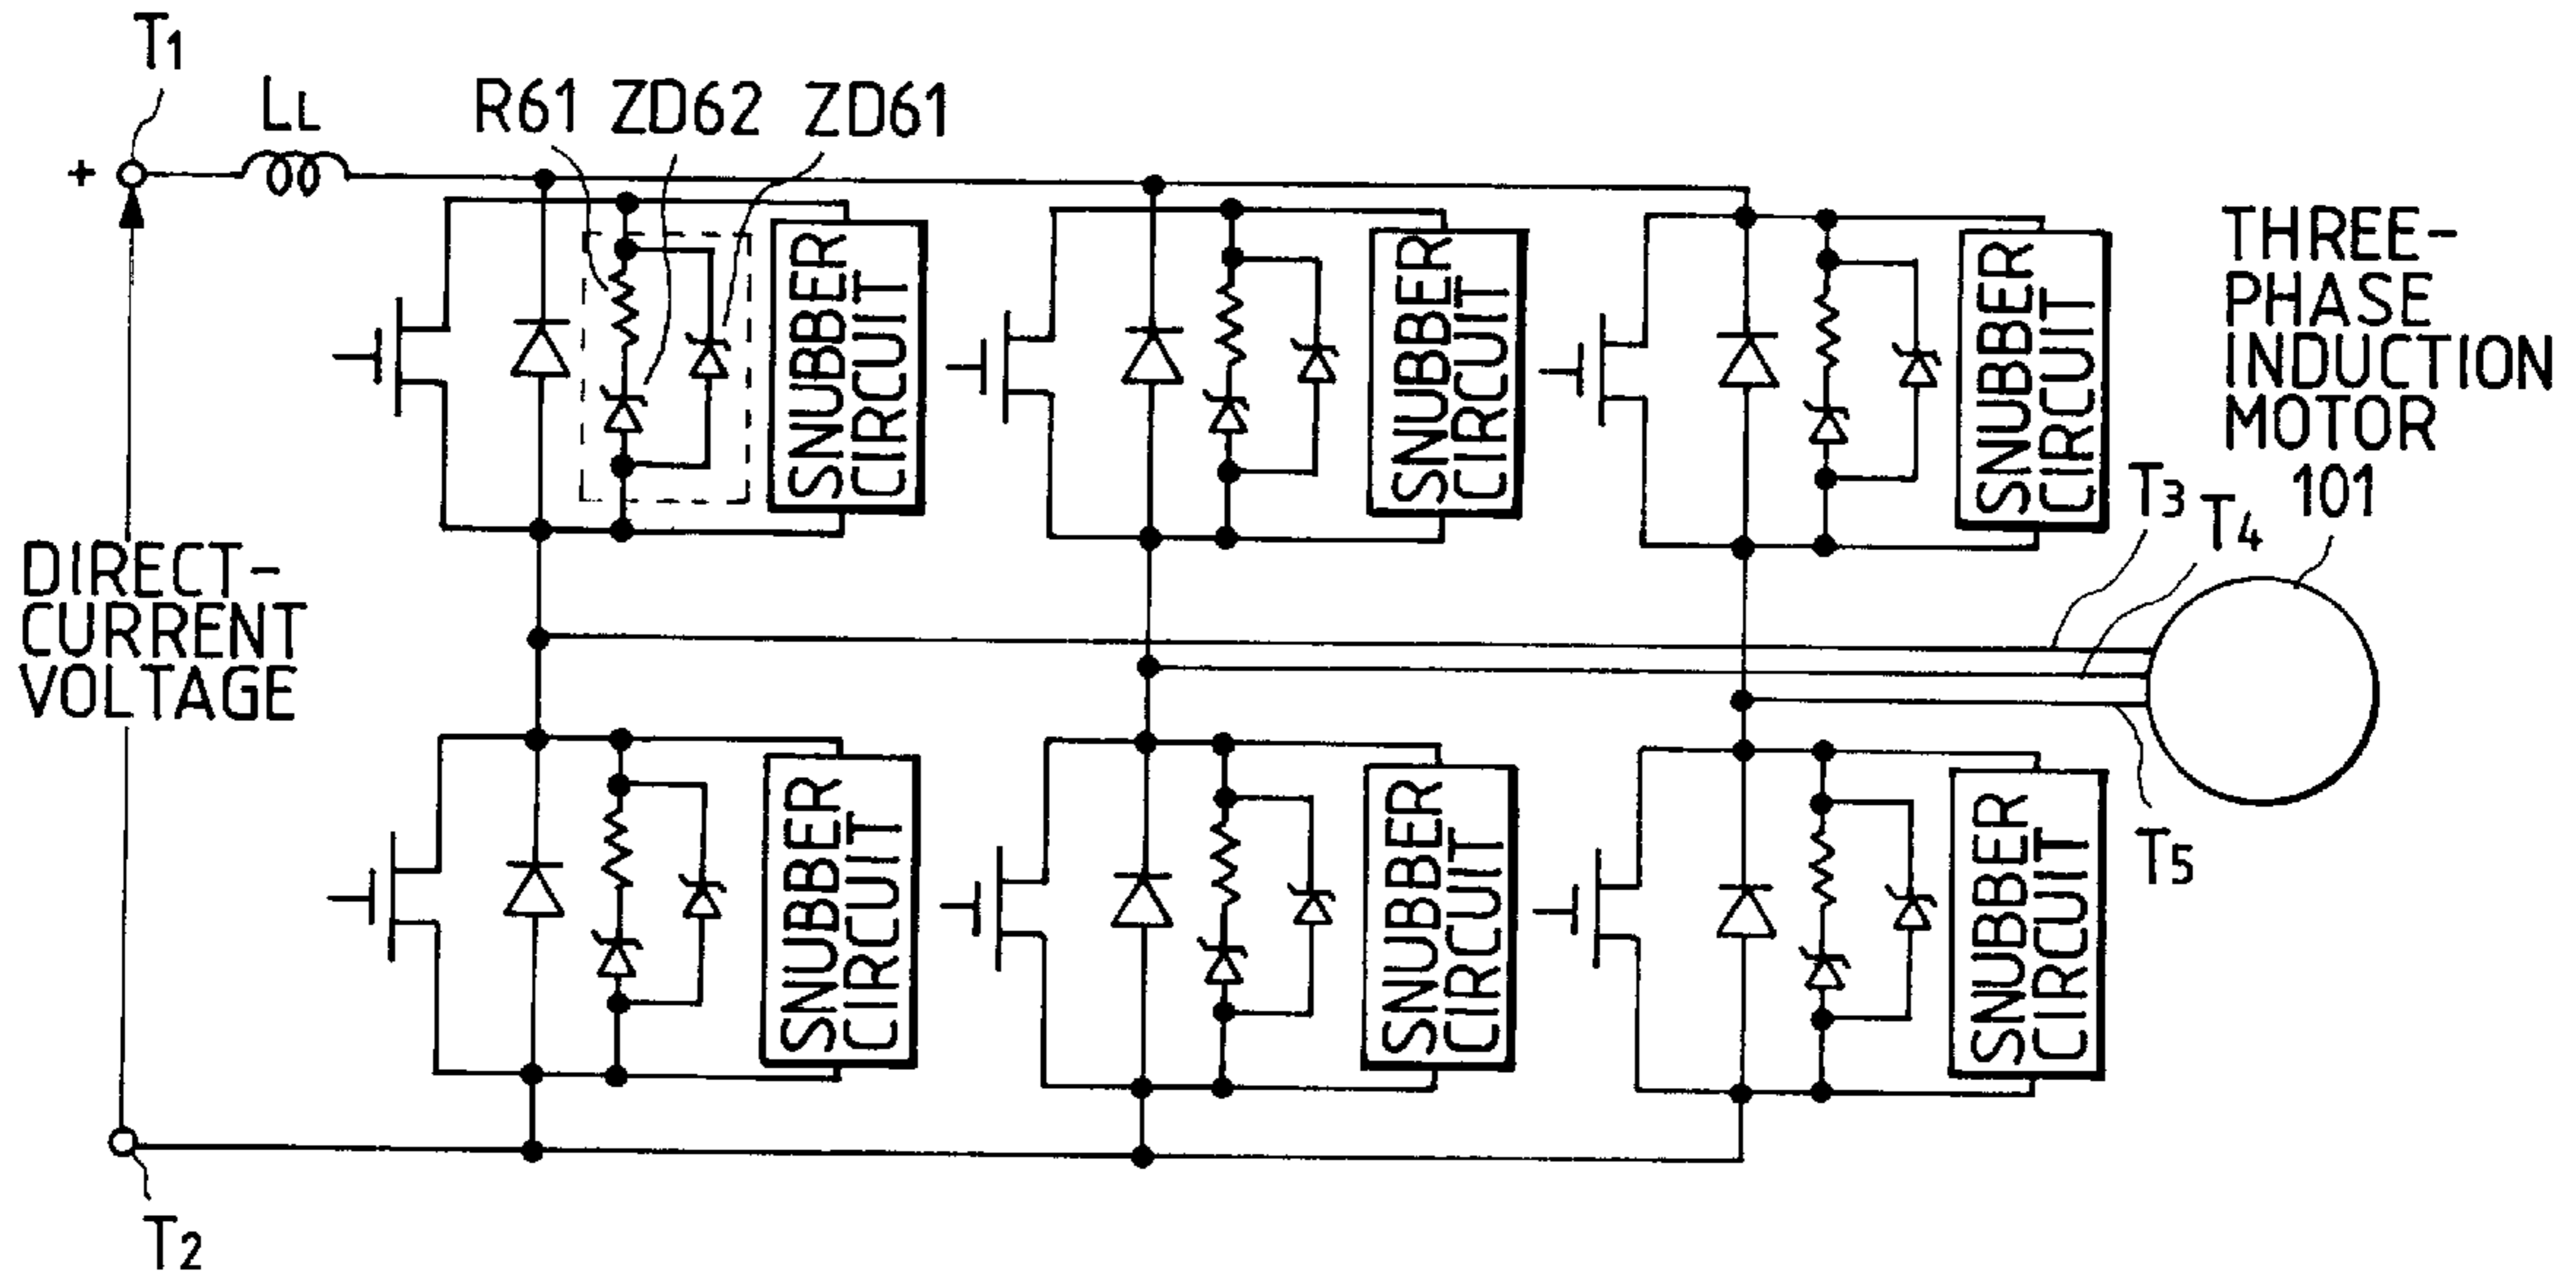 T1
LL
R61 ZD62 ZD61
+
SNUBBER
CIRCUIT
SNUBBER
CIRCUIT
SNUBBER
CIRCUIT
THREE-
PHASE
INDUCTION
MOTOR
101
T3
T4
DIRECT-
CURRENT
VOLTAGE
SNUBBER
CIRCUIT
SNUBBER
CIRCUIT
SNUBBER
CIRCUIT
T5
T2